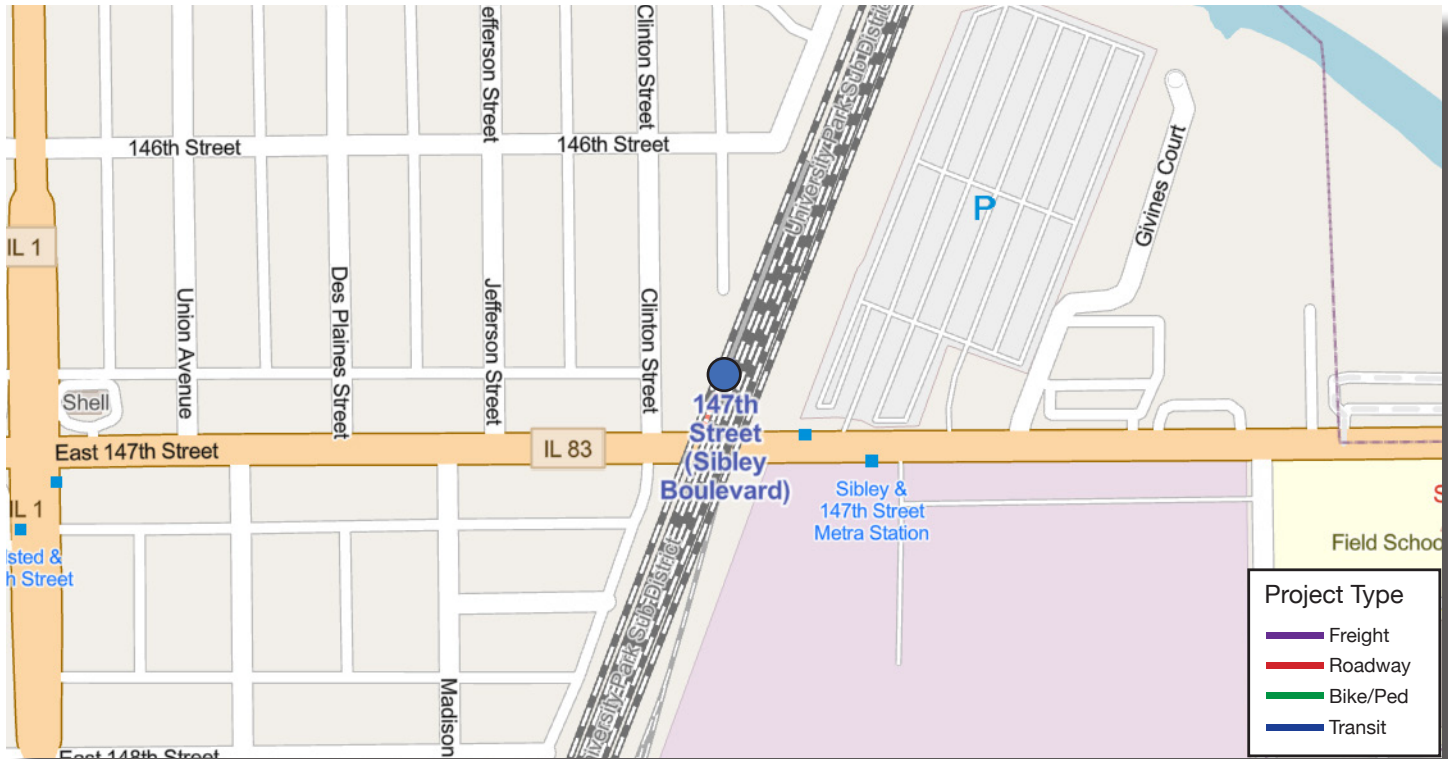 efferson Street
Clinton Street
University Park Sub District
146th Street
146th Street
Givines Court
P
IL 1
Union Avenue
Des Plaines Street
Jefferson Street
Clinton Street
Shell
147th
Street
(Sibley
Boulevard)
East 147th Street
IL 83
IL 1
Sibley &
147th Street
Metra Station
lsted &
h Street
Field Schoo
University Park Sub District
Madison
East 148th Street
Project Type
Freight
Roadway
Bike/Ped
Transit